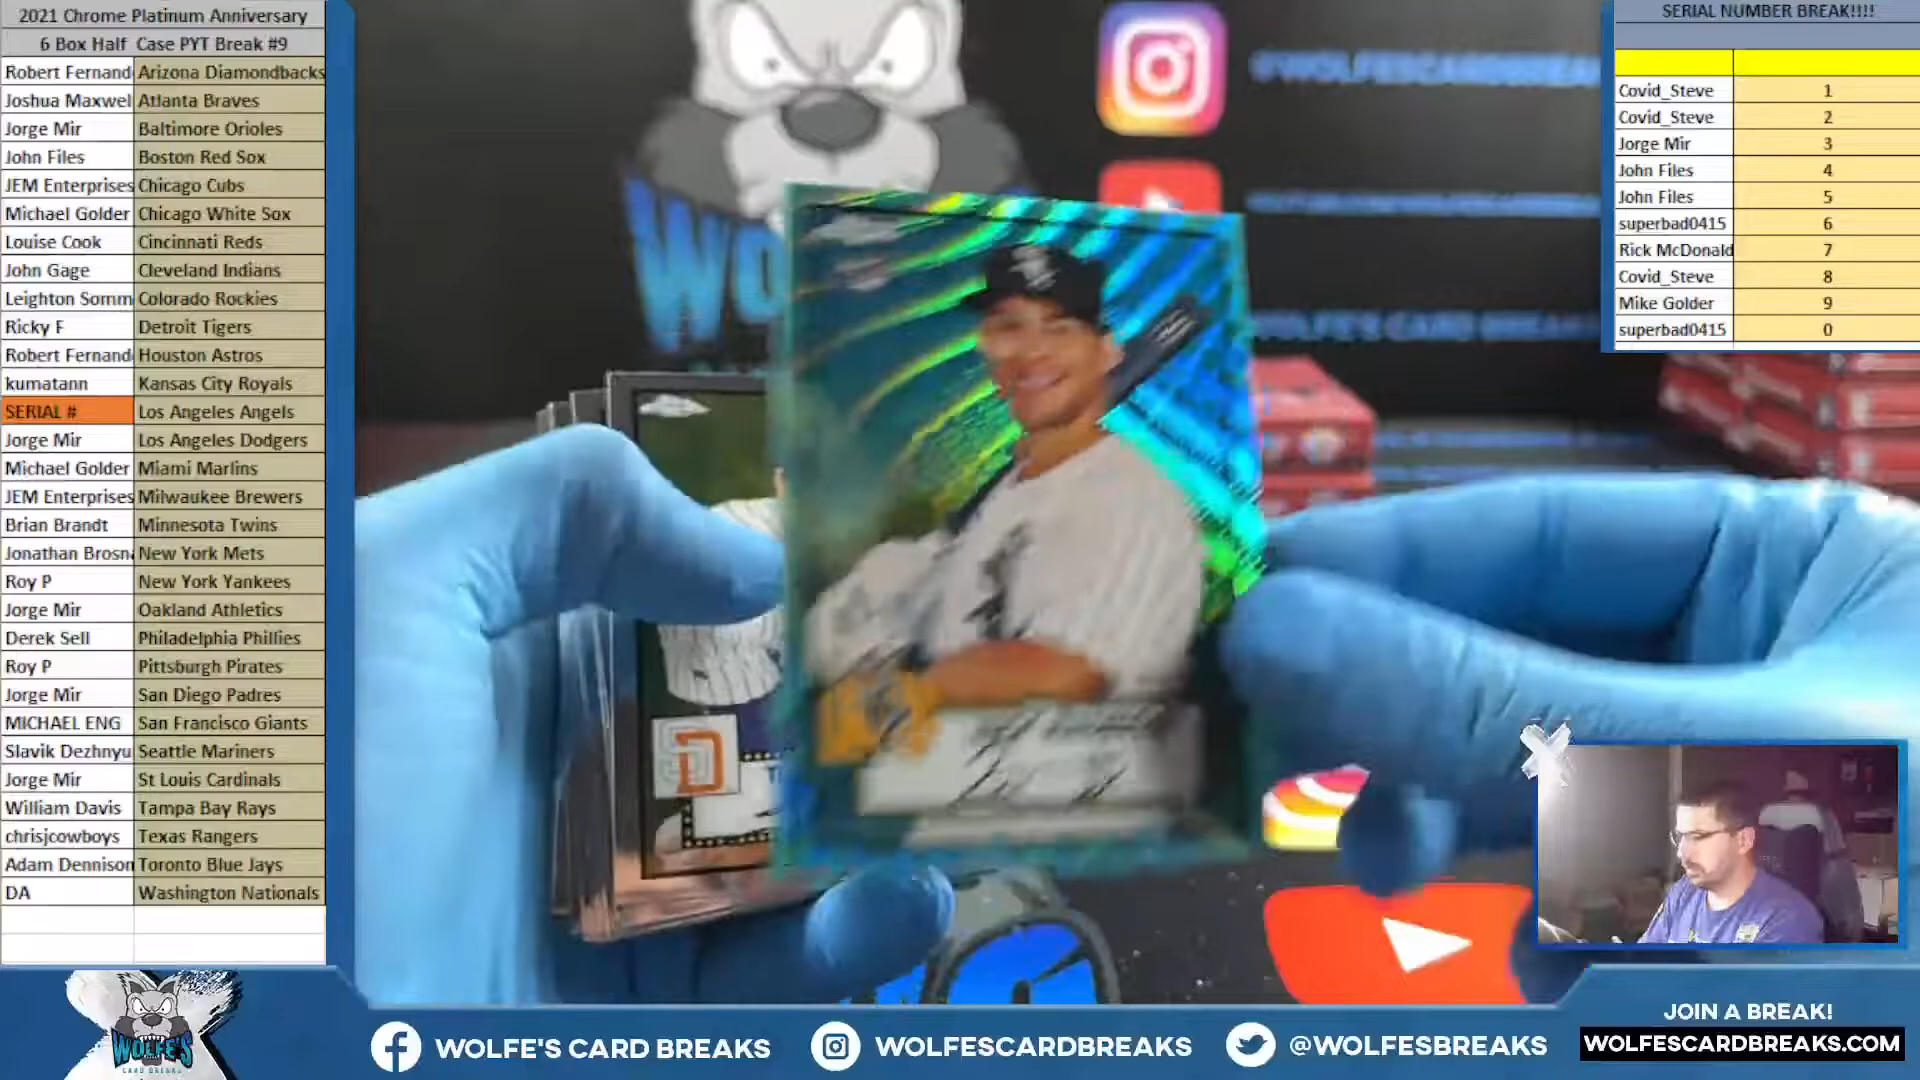 2021 Chrome Platinum Anniversary
6 Box Half Case PYT Break #9
Robert Fernand Arizona Diamondbacks
Joshua Maxwel Atlanta Braves
Jorge Mir Baltimore Orioles
John Files Boston Red Sox
JEM Enterprises Chicago Cubs
Michael Golder Chicago White Sox
Louise Cook Cincinnati Reds
John Gage Cleveland Indians
Leighton Somm Colorado Rockies
Ricky F Detroit Tigers
Robert Fernand Houston Astros
kumatann Kansas City Royals
SERIAL # Los Angeles Angels
Jorge Mir Los Angeles Dodgers
Michael Golder Miami Marlins
JEM Enterprises Milwaukee Brewers
Brian Brandt Minnesota Twins
Jonathan Brosn New York Mets
Roy P New York Yankees
Jorge Mir Oakland Athletics
Derek Sell Philadelphia Phillies
Roy P Pittsburgh Pirates
Jorge Mir San Diego Padres
MICHAEL ENG San Francisco Giants
Slavik Dezhnyu Seattle Mariners
Jorge Mir St Louis Cardinals
William Davis Tampa Bay Rays
chrisjcowboys Texas Rangers
Adam Dennison Toronto Blue Jays
DA Washington Nationals
SERIAL NUMBER BREAK!!!!
Covid_Steve 1
Covid_Steve 2
Jorge Mir 3
John Files 4
John Files 5
superbad0415 6
Rick McDonald 7
Covid_Steve 8
Mike Golder 9
superbad0415 0
@WOLFESCARDBREA
WOLFE'S CARD BREAKS
WO
SD
WOLFE'S
CARD BREAKS
WOLFE'S CARD BREAKS
WOLFESCARDBREAKS
@WOLFESBREAKS
JOIN A BREAK!
WOLFESCARDBREAKS.COM